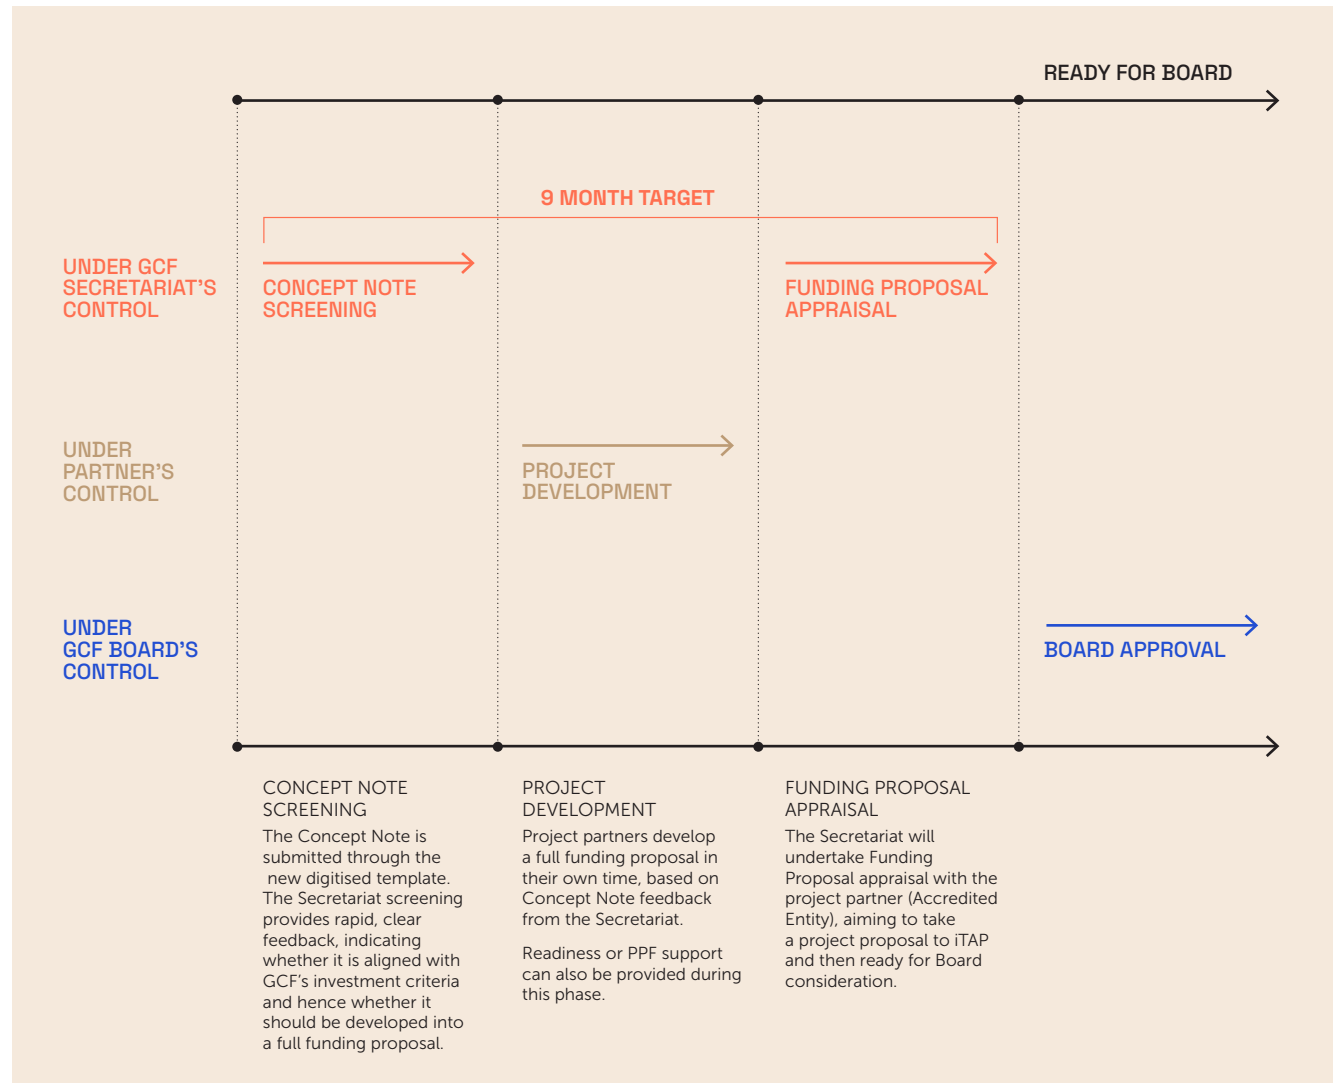 READY FOR BOARD
9 MONTH TARGET
UNDER GCF
SECRETARIAT'S
CONTROL
CONCEPT NOTE
SCREENING
FUNDING PROPOSAL
APPRAISAL
UNDER
PARTNER'S
CONTROL
PROJECT
DEVELOPMENT
UNDER
GCF BOARD'S
CONTROL
BOARD APPROVAL
CONCEPT NOTE
SCREENING
The Concept Note is
submitted through the
new digitised template.
The Secretariat screening
provides rapid, clear
feedback, indicating
whether it is aligned with
GCF's investment criteria
and hence whether it
should be developed into
a full funding proposal.
PROJECT
DEVELOPMENT
Project partners develop
a full funding proposal in
their own time, based on
Concept Note feedback
from the Secretariat.
Readiness or PPF support
can also be provided during
this phase.
FUNDING PROPOSAL
APPRAISAL
The Secretariat will
undertake Funding
Proposal appraisal with the
project partner (Accredited
Entity), aiming to take
a project proposal to iTAP
and then ready for Board
consideration.